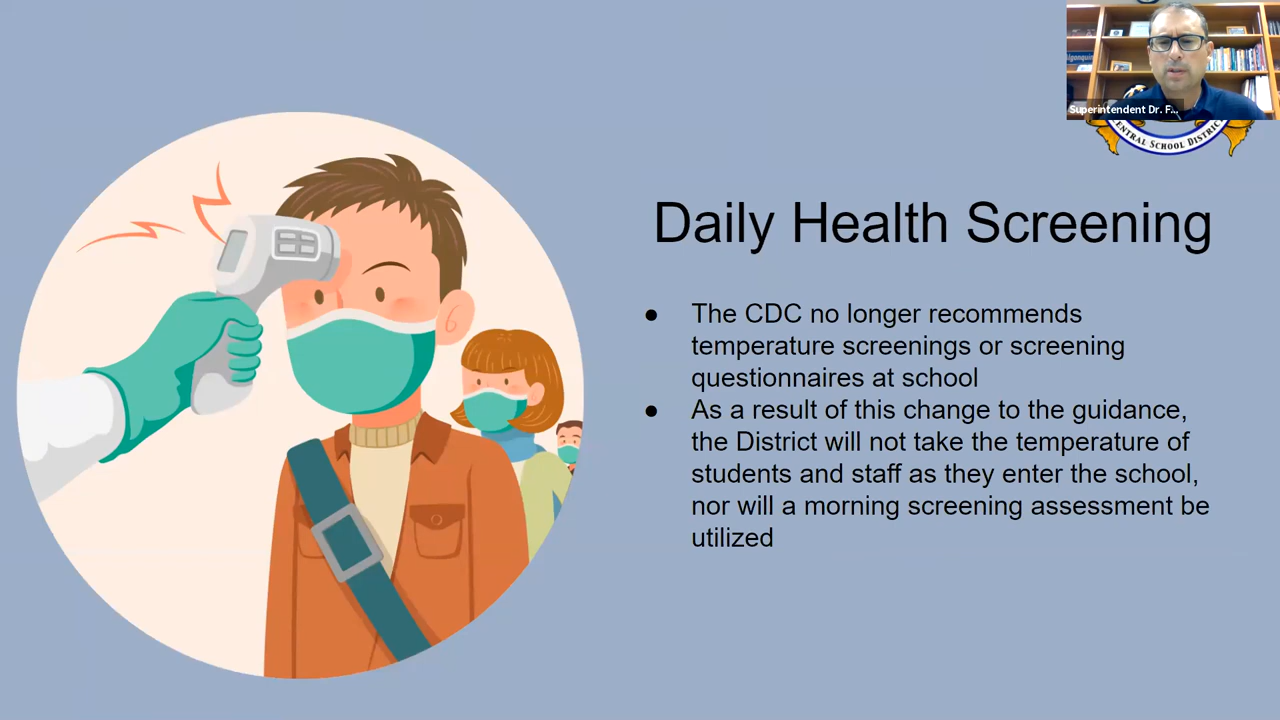 Algonquin
Superintendent Dr. F...
CENTRAL SCHOOL DISTRICT
Daily Health Screening
● The CDC no longer recommends
temperature screenings or screening
questionnaires at school
● As a result of this change to the guidance,
the District will not take the temperature of
students and staff as they enter the school,
nor will a morning screening assessment be
utilized